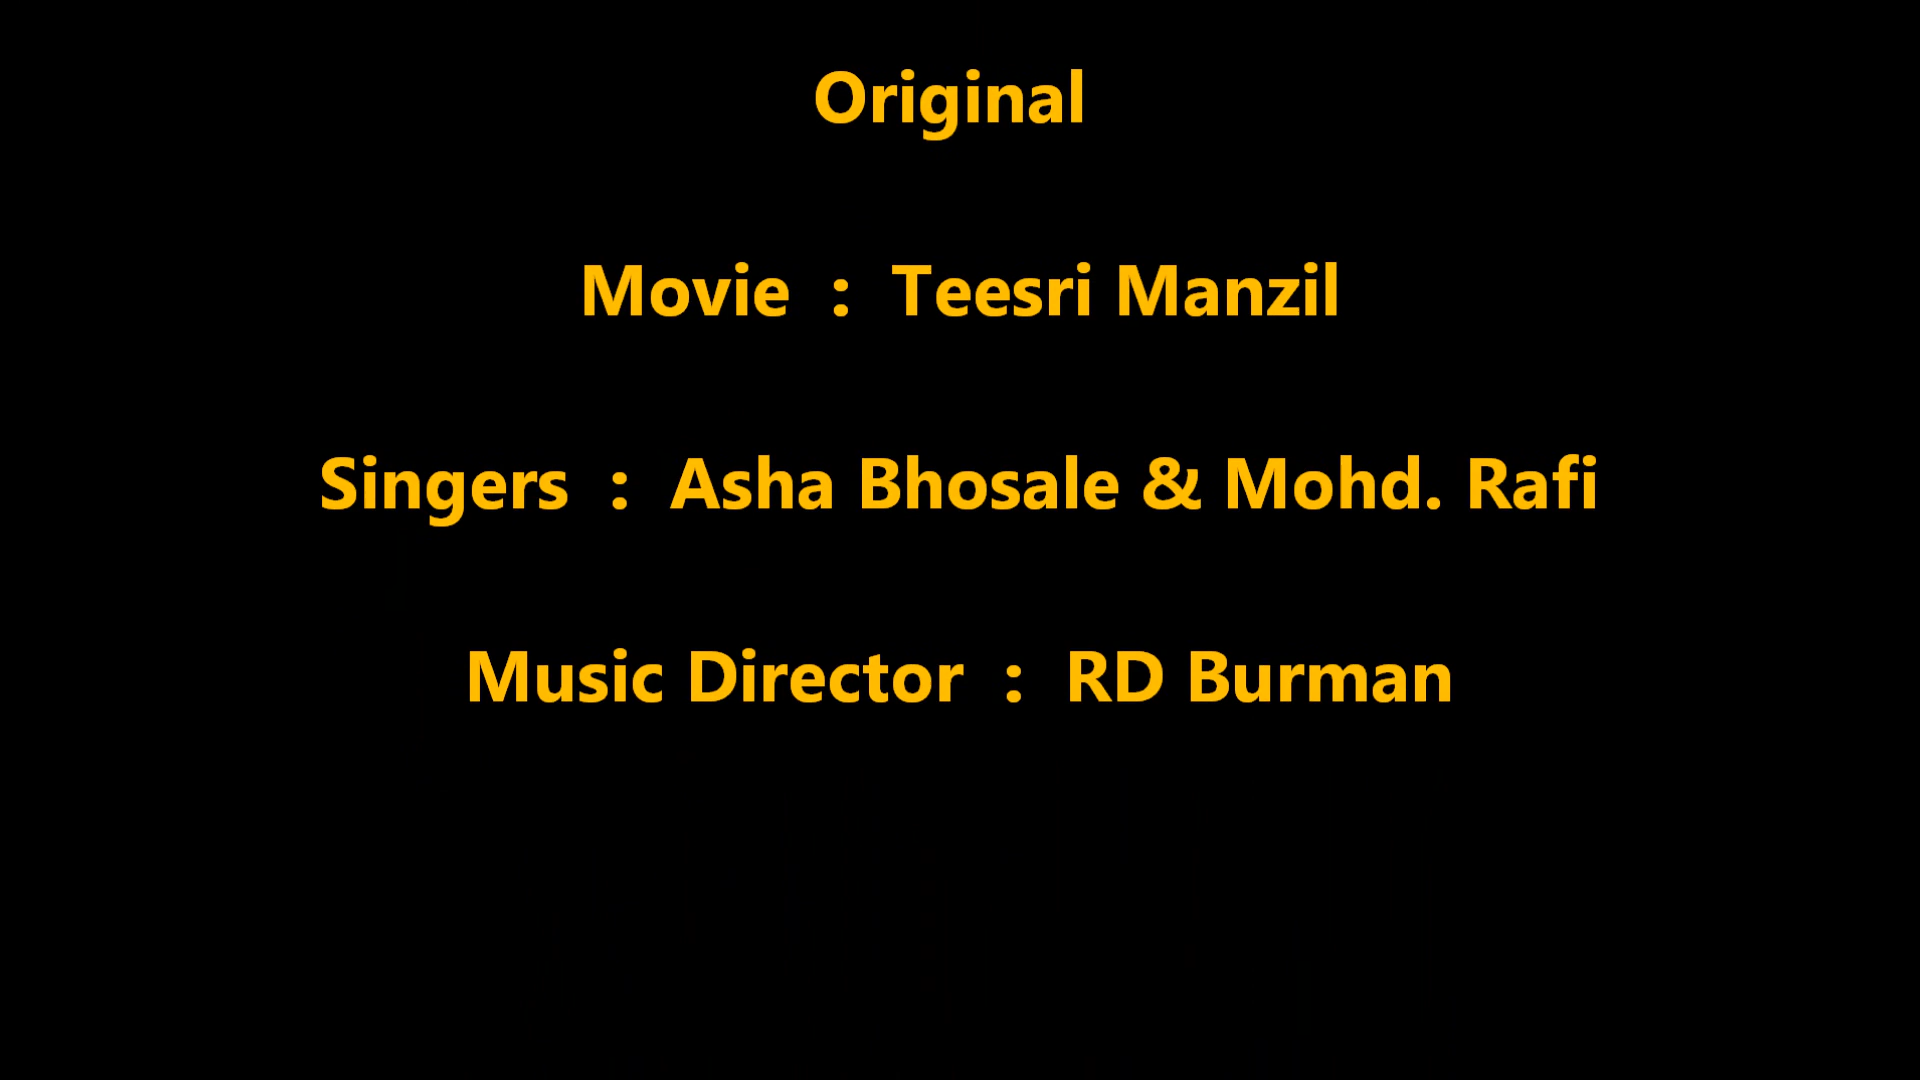 Original
Movie : Teesri Manzil
Singers : Asha Bhosale & Mohd. Rafi
Music Director : RD Burman